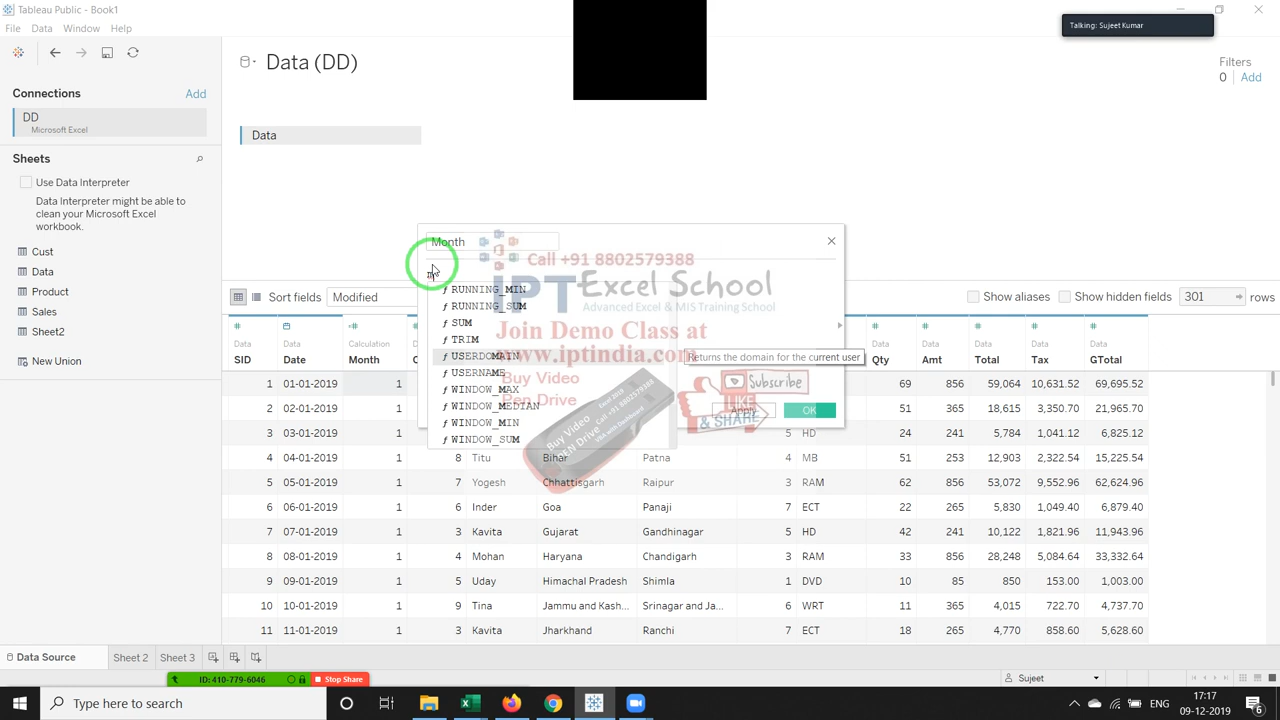 Tableau Public - Book1
Talking: Sujeet Kumar
File Data Window Help
Data (DD)
Filters
0 Add
Connections Add
DD
Microsoft Excel
Data
Sheets
Use Data Interpreter
Data Interpreter might be able to
clean your Microsoft Excel
workbook.
Cust
Data
Product
Sales
Sheet2
New Union
Month
Call +91 8802579388
IPT Excel School
Advanced Excel & MIS Training School
Join Demo Class at
www.iptindia.com
Buy Video
Pen Drive
Subscribe
LIKE
& SHARE
RUNNING_MIN
RUNNING_SUM
SUM
TRIM
USERDOMAIN
Returns the domain for the current user
USERNAME
WINDOW_MAX
WINDOW_MEDIAN
WINDOW_MIN
WINDOW_SUM
Apply OK
Sort fields Modified
Show aliases Show hidden fields 301 rows
Data Data Calculation Data Data Data Data Data
SID Date Month Qty Amt Total Tax GTotal
1 01-01-2019 1 69 856 59,064 10,631.52 69,695.52
2 02-01-2019 1 51 365 18,615 3,350.70 21,965.70
3 03-01-2019 1 5 HD 24 241 5,784 1,041.12 6,825.12
4 04-01-2019 1 8 Titu Bihar Patna 4 MB 51 253 12,903 2,322.54 15,225.54
5 05-01-2019 1 7 Yogesh Chhattisgarh Raipur 3 RAM 62 856 53,072 9,552.96 62,624.96
6 06-01-2019 1 6 Inder Goa Panaji 7 ECT 22 265 5,830 1,049.40 6,879.40
7 07-01-2019 1 3 Kavita Gujarat Gandhinagar 5 HD 42 241 10,122 1,821.96 11,943.96
8 08-01-2019 1 4 Mohan Haryana Chandigarh 3 RAM 33 856 28,248 5,084.64 33,332.64
9 09-01-2019 1 5 Uday Himachal Pradesh Shimla 1 DVD 10 85 850 153.00 1,003.00
10 10-01-2019 1 9 Tina Jammu and Kash... Srinagar and Ja... 6 WRT 11 365 4,015 722.70 4,737.70
11 11-01-2019 1 3 Kavita Jharkhand Ranchi 7 ECT 18 265 4,770 858.60 5,628.60
Data Source Sheet 2 Sheet 3
ID: 410-779-6046 Stop Share
Sujeet
Type here to search
ENG
17:17
09-12-2019
6